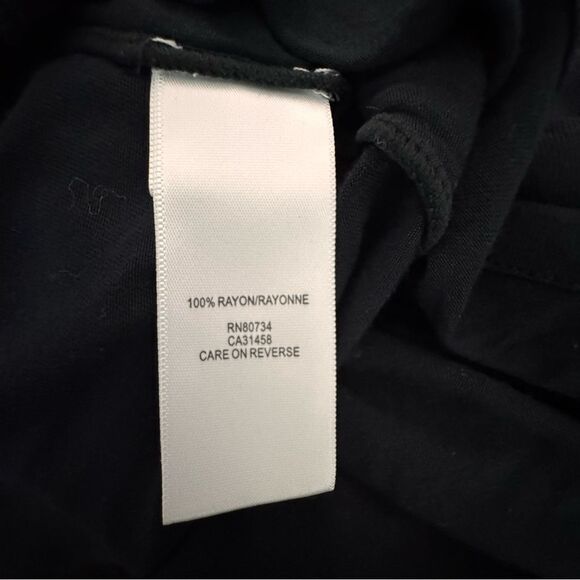 100% RAYON/RAYONNE
RN80734
CA31458
CARE ON REVERSE